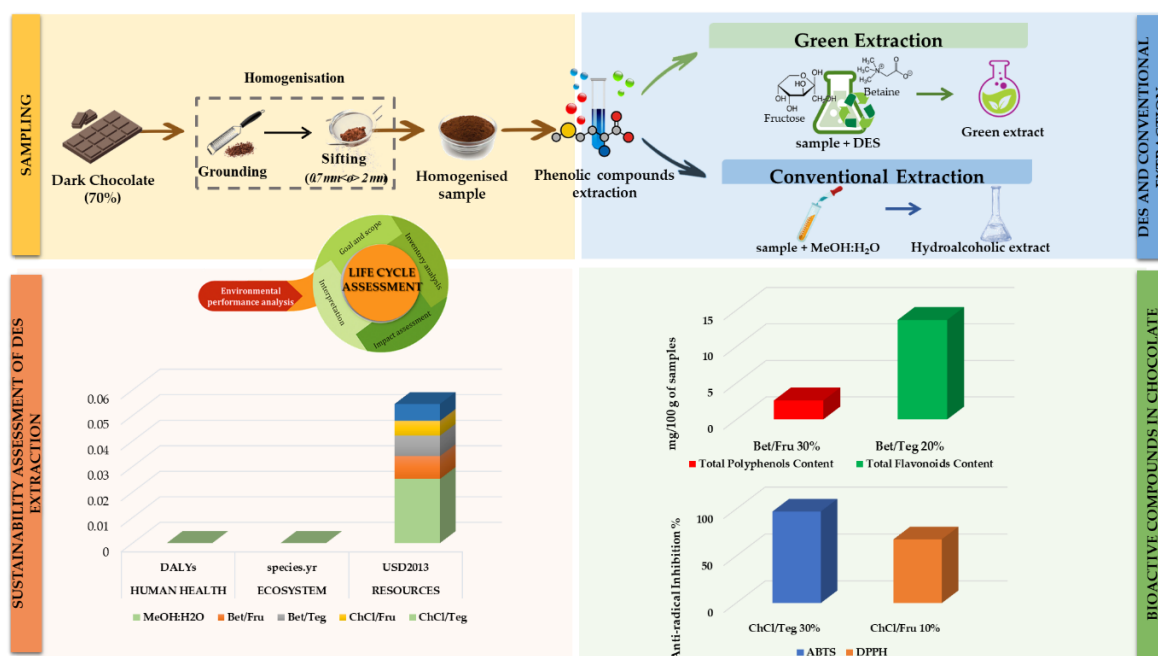 SAMPLING
Homogenisation
Dark Chocolate
(70%)
Grounding
Sifting
(0.7 mm<ø> 2 mm)
Homogenised
sample
Phenolic compounds
extraction
Green Extraction
Fructose
Betaine
sample + DES
Green extract
Conventional Extraction
sample + MeOH:H₂O
Hydroalcoholic extract
DES AND CONVENTIONAL
SUSTAINABILITY ASSESSMENT OF DES
EXTRACTION
Environmental
performance analysis
LIFE CYCLE
ASSESSMENT
Goal and scope
Inventory analysis
Impact assessment
Interpretation
0.06
0.05
0.04
0.03
0.02
0.01
0
DALYs
species.yr
USD2013
HUMAN HEALTH
ECOSYSTEM
RESOURCES
MeOH:H2O
Bet/Fru
Bet/Teg
ChCl/Fru
ChCl/Teg
mg/100 g of samples
15
10
5
0
Bet/Fru 30%
Bet/Teg 20%
Total Polyphenols Content
Total Flavonoids Content
Anti-radical Inhibition %
100
50
0
ChCl/Teg 30%
ChCl/Fru 10%
ABTS
DPPH
BIOACTIVE COMPOUNDS IN CHOCOLATE